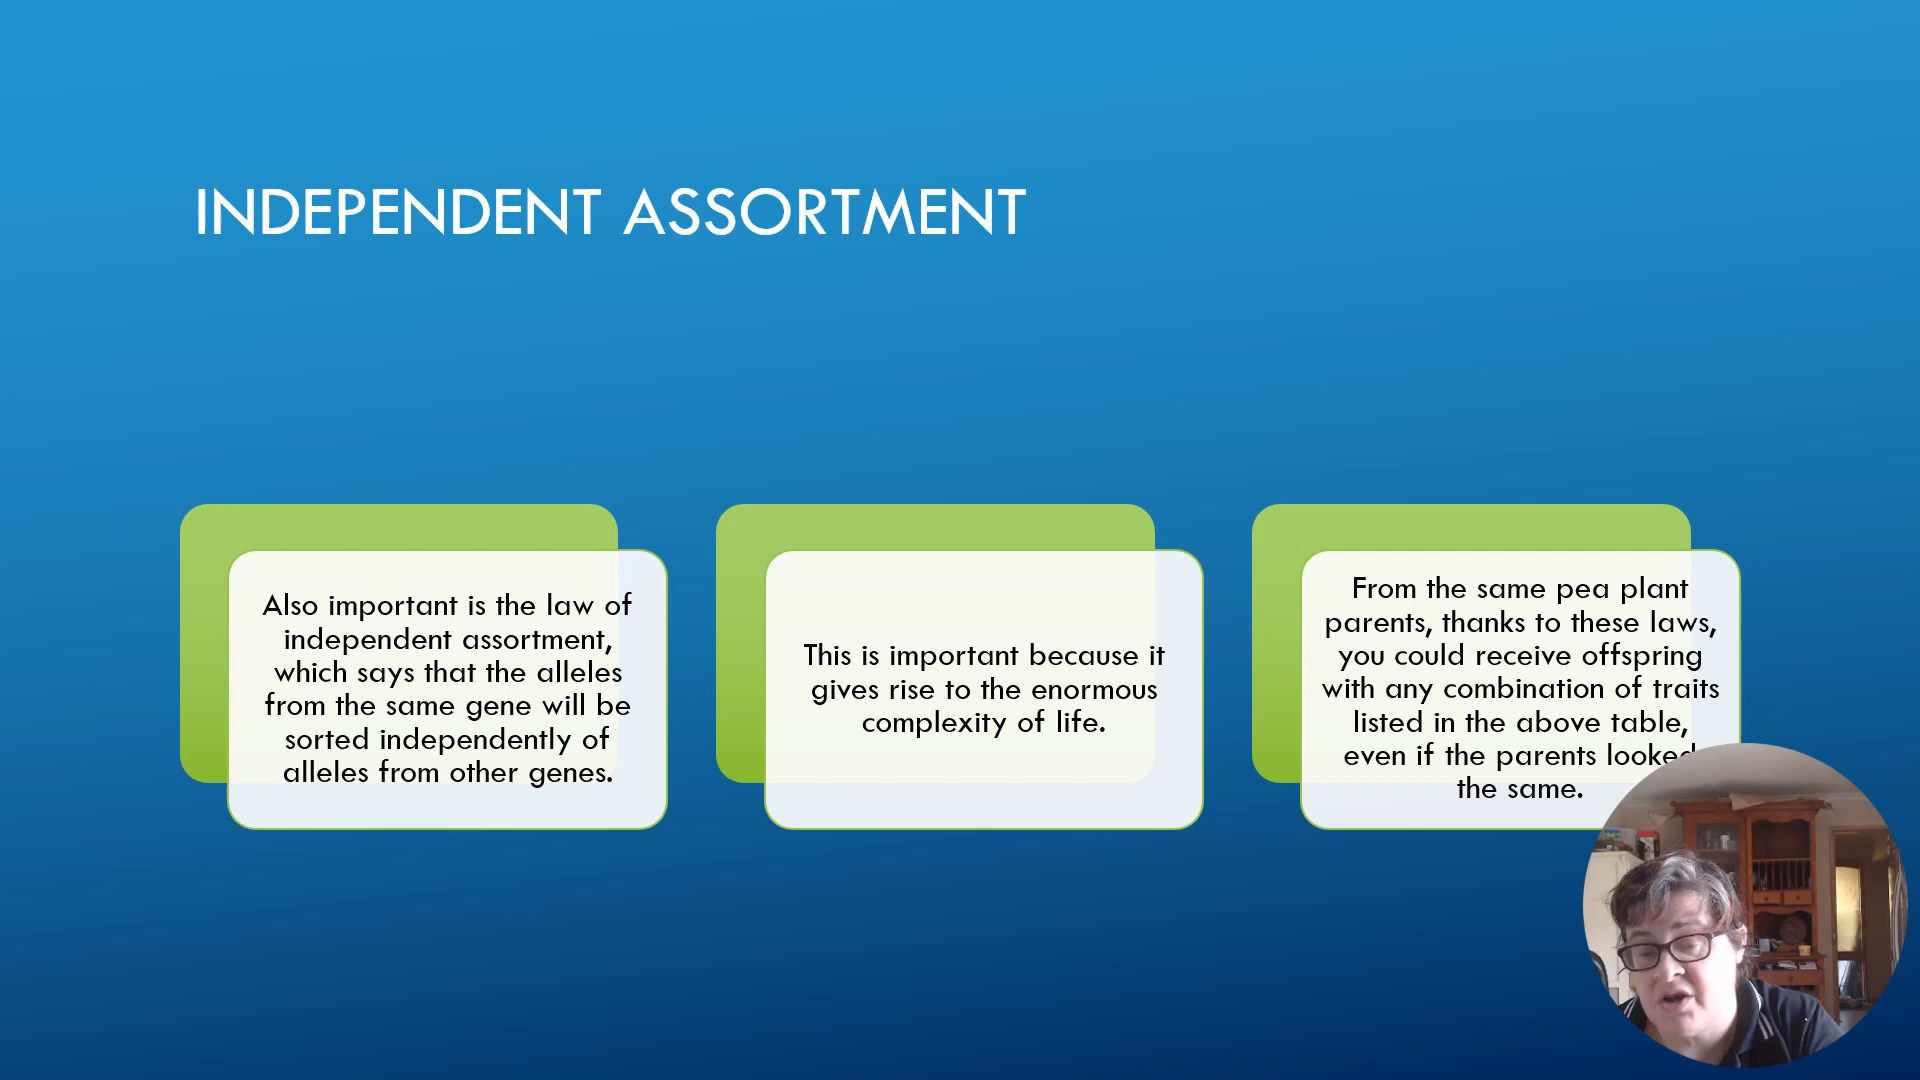 INDEPENDENT ASSORTMENT
Also important is the law of
independent assortment,
which says that the alleles
from the same gene will be
sorted independently of
alleles from other genes.
This is important because it
gives rise to the enormous
complexity of life.
From the same pea plant
parents, thanks to these laws,
you could receive offspring
with any combination of traits
listed in the above table,
even if the parents looked
the same.